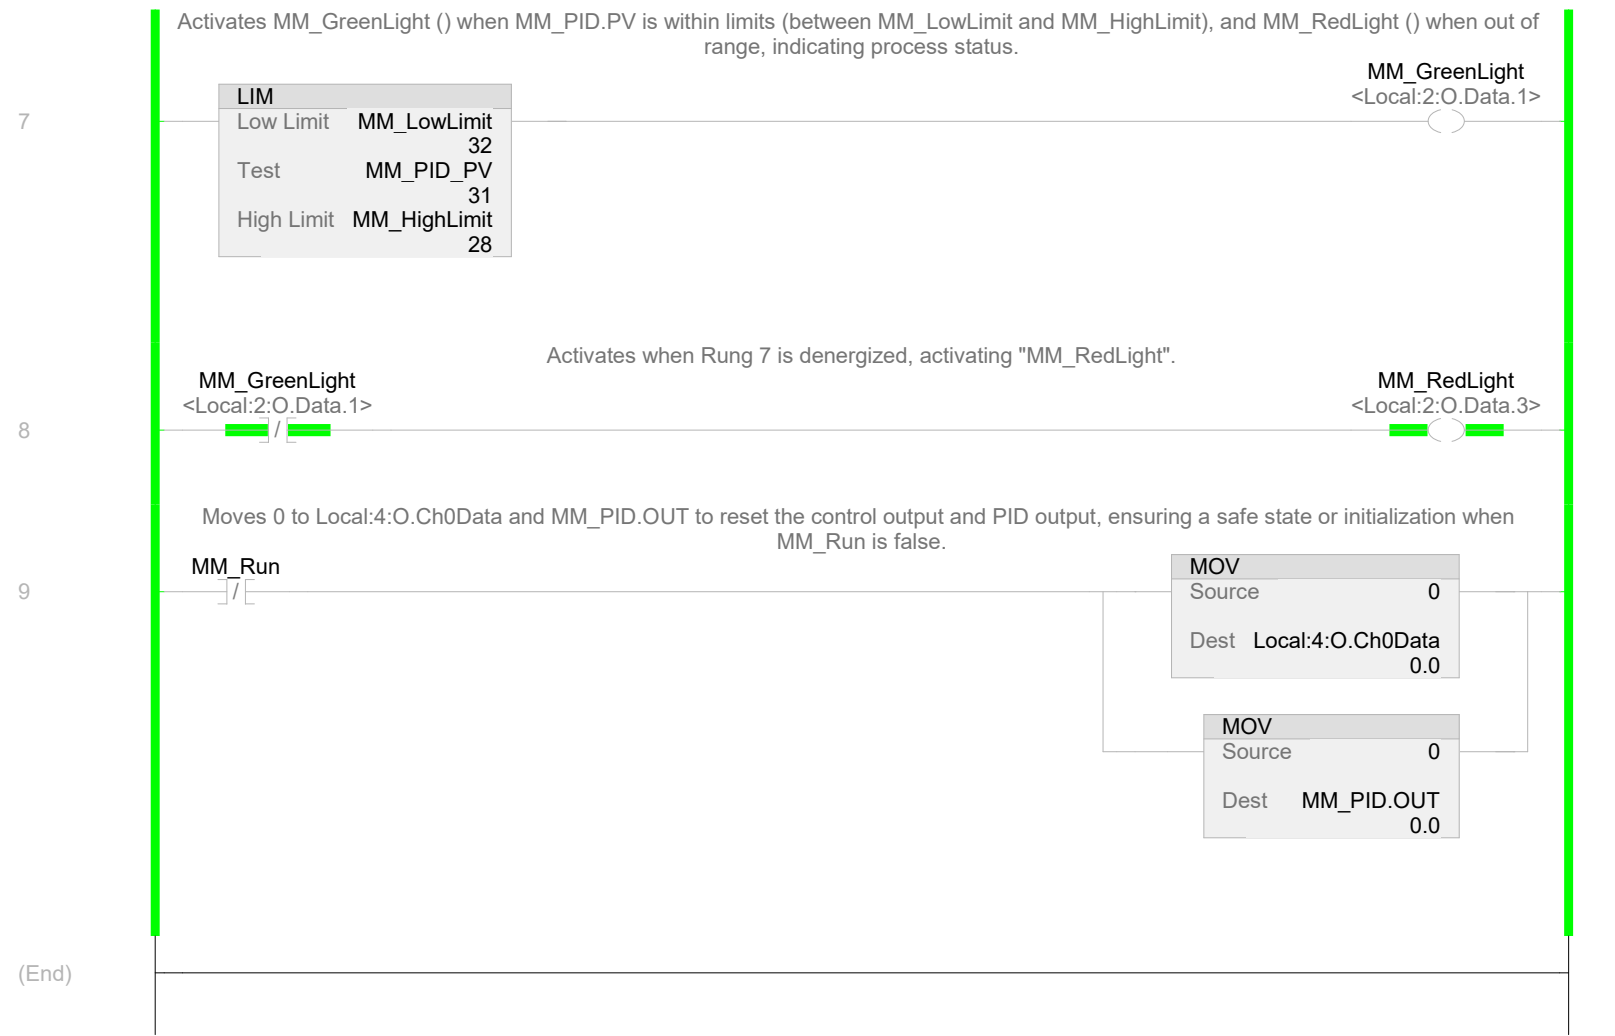 Activates MM_GreenLight () when MM_PID.PV is within limits (between MM_LowLimit and MM_HighLimit), and MM_RedLight () when out of
range, indicating process status.
MM_GreenLight
<Local:2:O.Data.1>
7
LIM
Low Limit MM_LowLimit
32
Test MM_PID_PV
31
High Limit MM_HighLimit
28
Activates when Rung 7 is denergized, activating "MM_RedLight".
MM_GreenLight
<Local:2:O.Data.1>
MM_RedLight
<Local:2:O.Data.3>
8
/
Moves 0 to Local:4:O.Ch0Data and MM_PID.OUT to reset the control output and PID output, ensuring a safe state or initialization when
MM_Run is false.
MM_Run
9
/
MOV
Source 0
Dest Local:4:O.Ch0Data
0.0
MOV
Source 0
Dest MM_PID.OUT
0.0
(End)